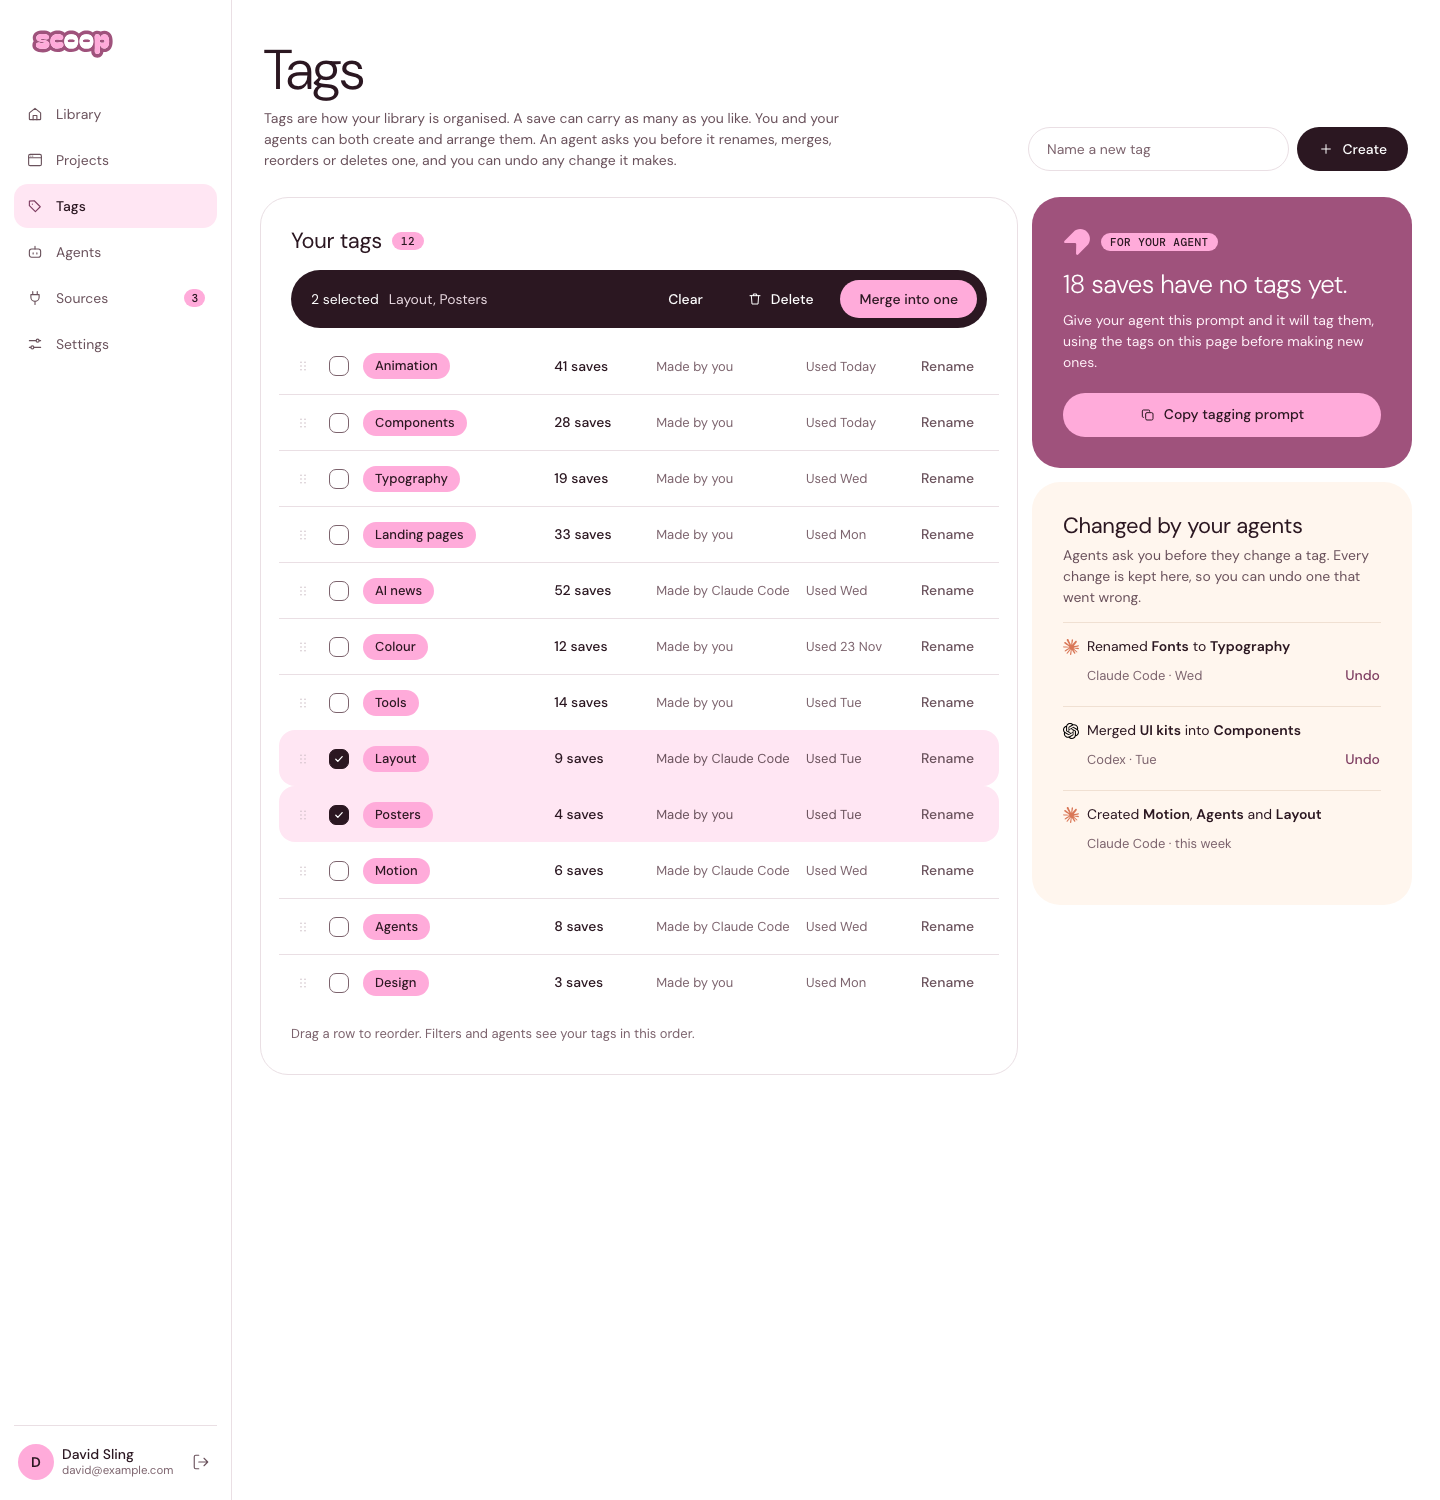 scoop
Library
Projects
Tags
Agents
Sources 3
Settings
D
David Sling
david@example.com
Tags
Tags are how your library is organised. A save can carry as many as you like. You and your
agents can both create and arrange them. An agent asks you before it renames, merges,
reorders or deletes one, and you can undo any change it makes.
Name a new tag
Create
Your tags 12
2 selected Layout, Posters Clear Delete Merge into one
Animation 41 saves Made by you Used Today Rename
Components 28 saves Made by you Used Today Rename
Typography 19 saves Made by you Used Wed Rename
Landing pages 33 saves Made by you Used Mon Rename
AI news 52 saves Made by Claude Code Used Wed Rename
Colour 12 saves Made by you Used 23 Nov Rename
Tools 14 saves Made by you Used Tue Rename
Layout 9 saves Made by Claude Code Used Tue Rename
Posters 4 saves Made by you Used Tue Rename
Motion 6 saves Made by Claude Code Used Wed Rename
Agents 8 saves Made by Claude Code Used Wed Rename
Design 3 saves Made by you Used Mon Rename
Drag a row to reorder. Filters and agents see your tags in this order.
FOR YOUR AGENT
18 saves have no tags yet.
Give your agent this prompt and it will tag them,
using the tags on this page before making new
ones.
Copy tagging prompt
Changed by your agents
Agents ask you before they change a tag. Every
change is kept here, so you can undo one that
went wrong.
Renamed Fonts to Typography
Claude Code · Wed Undo
Merged UI kits into Components
Codex · Tue Undo
Created Motion, Agents and Layout
Claude Code · this week